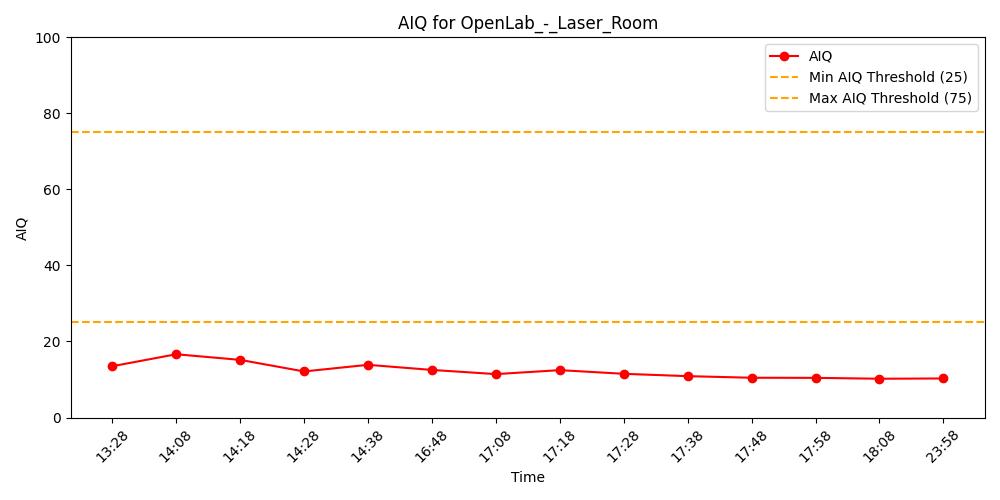 AIQ for OpenLab_-_Laser_Room
AIQ
Min AIQ Threshold (25)
Max AIQ Threshold (75)
100
80
60
40
20
0
AIQ
13:28 14:08 14:18 14:28 14:38 16:48 17:08 17:18 17:28 17:38 17:48 17:58 18:08 23:58
Time